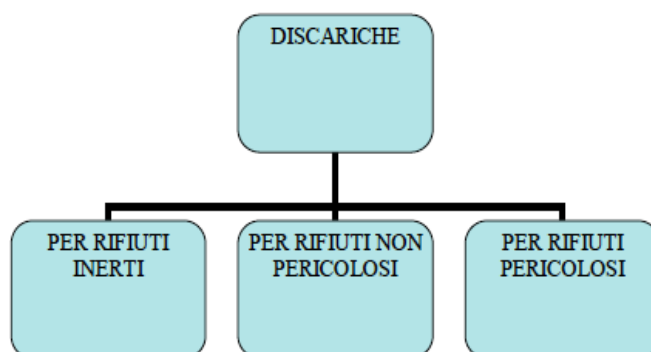 DISCARICHE
PER RIFIUTI
INERTI
PER RIFIUTI NON
PERICOLOSI
PER RIFIUTI
PERICOLOSI